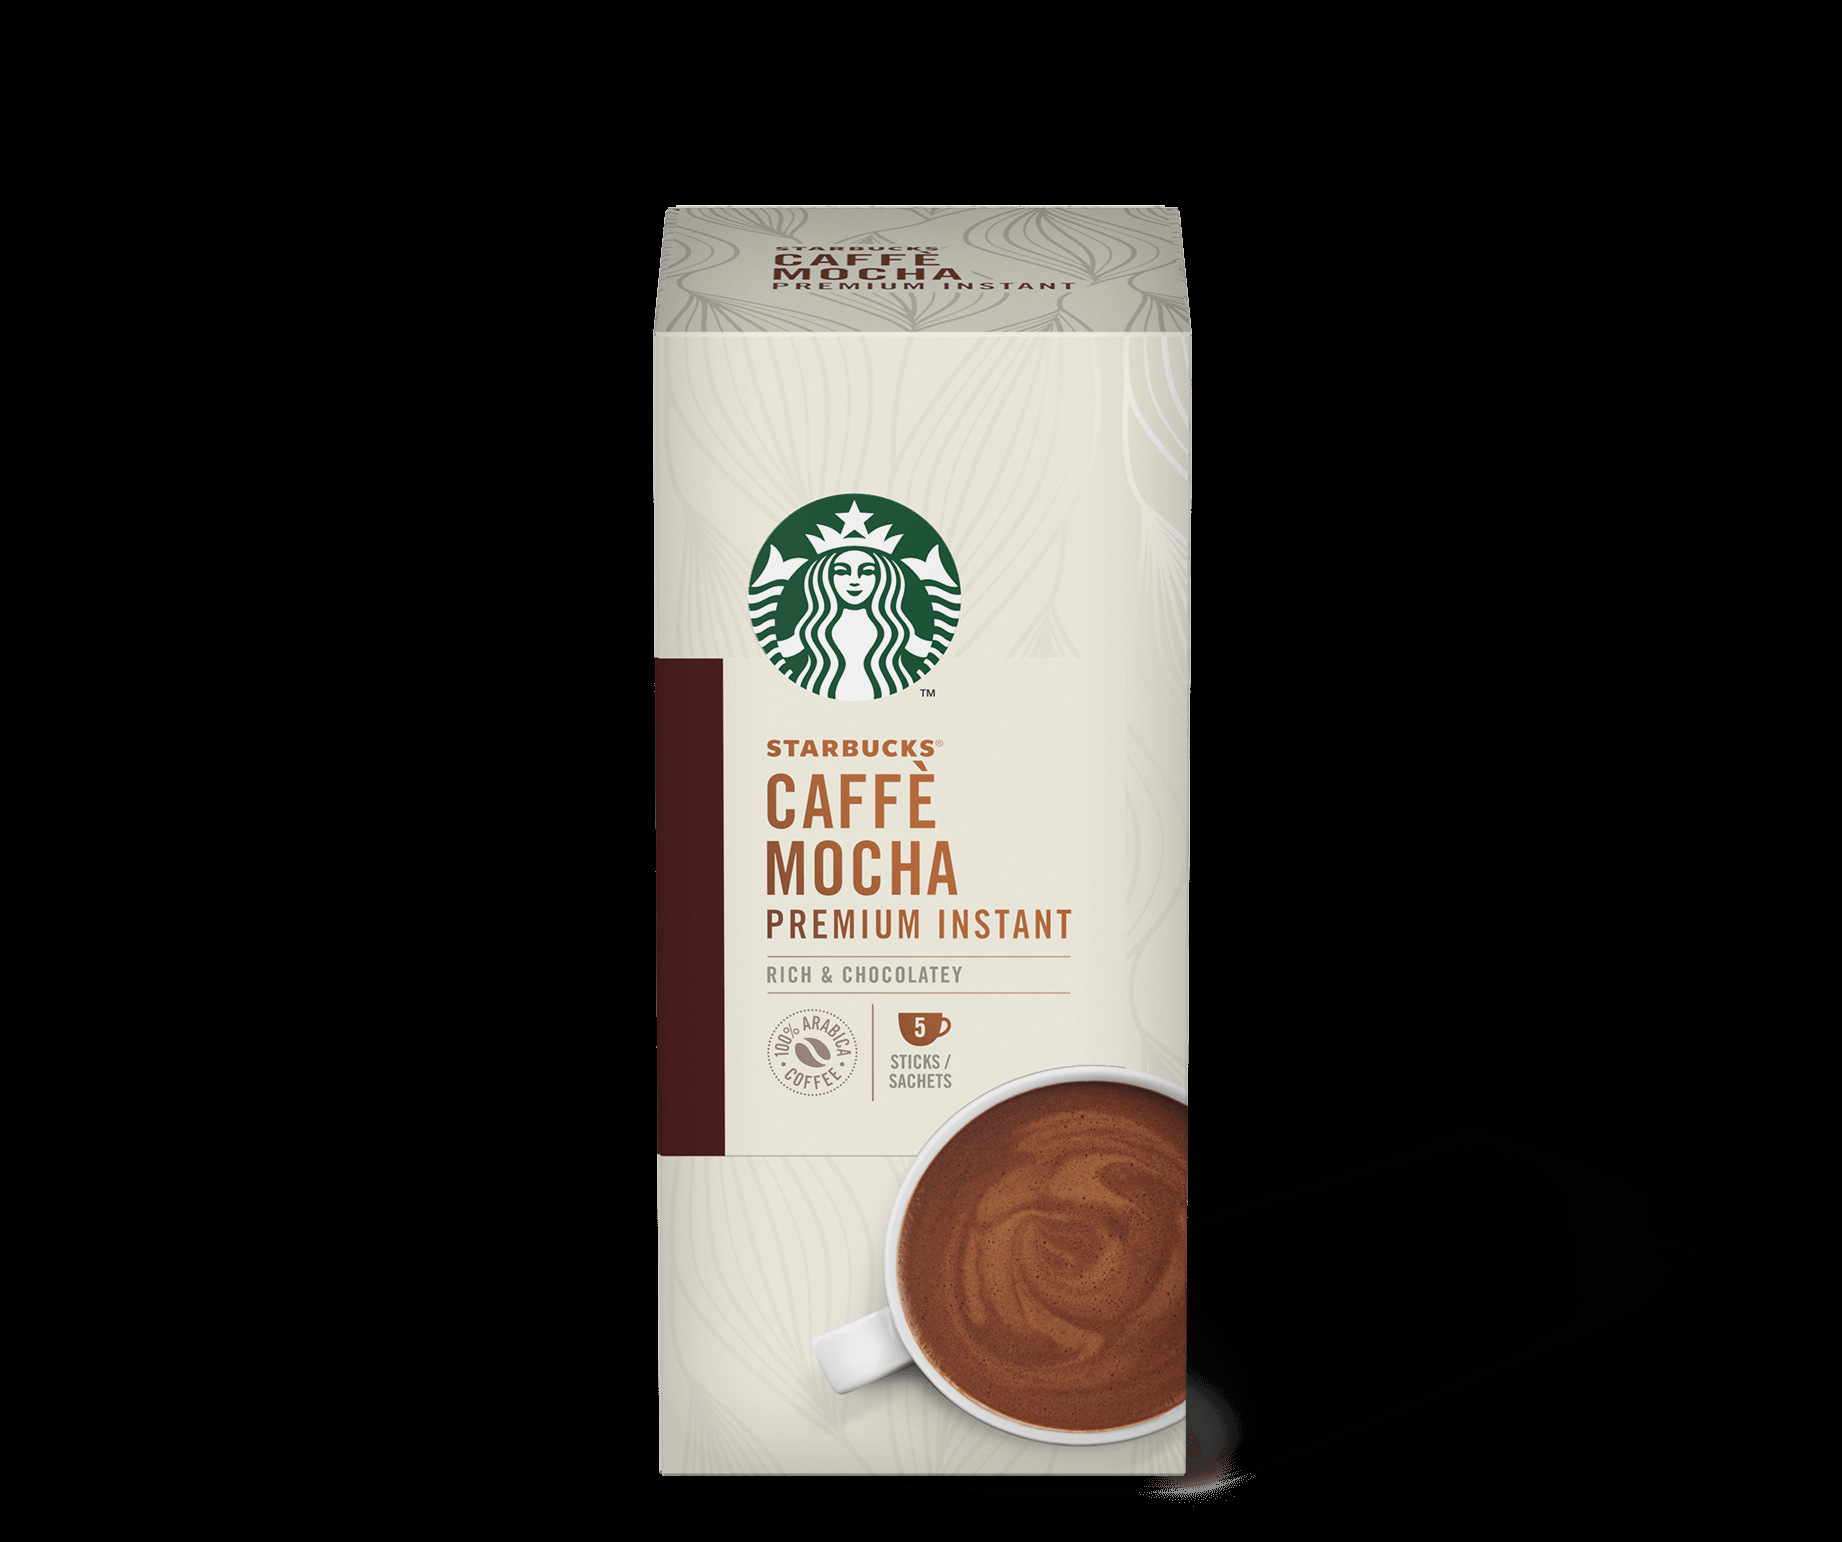 STARBUCKS
CAFFÈ
MOCHA
PREMIUM INSTANT
TM
STARBUCKS®
CAFFÈ
MOCHA
PREMIUM INSTANT
RICH & CHOCOLATEY
100% ARABICA
COFFEE
5
STICKS /
SACHETS